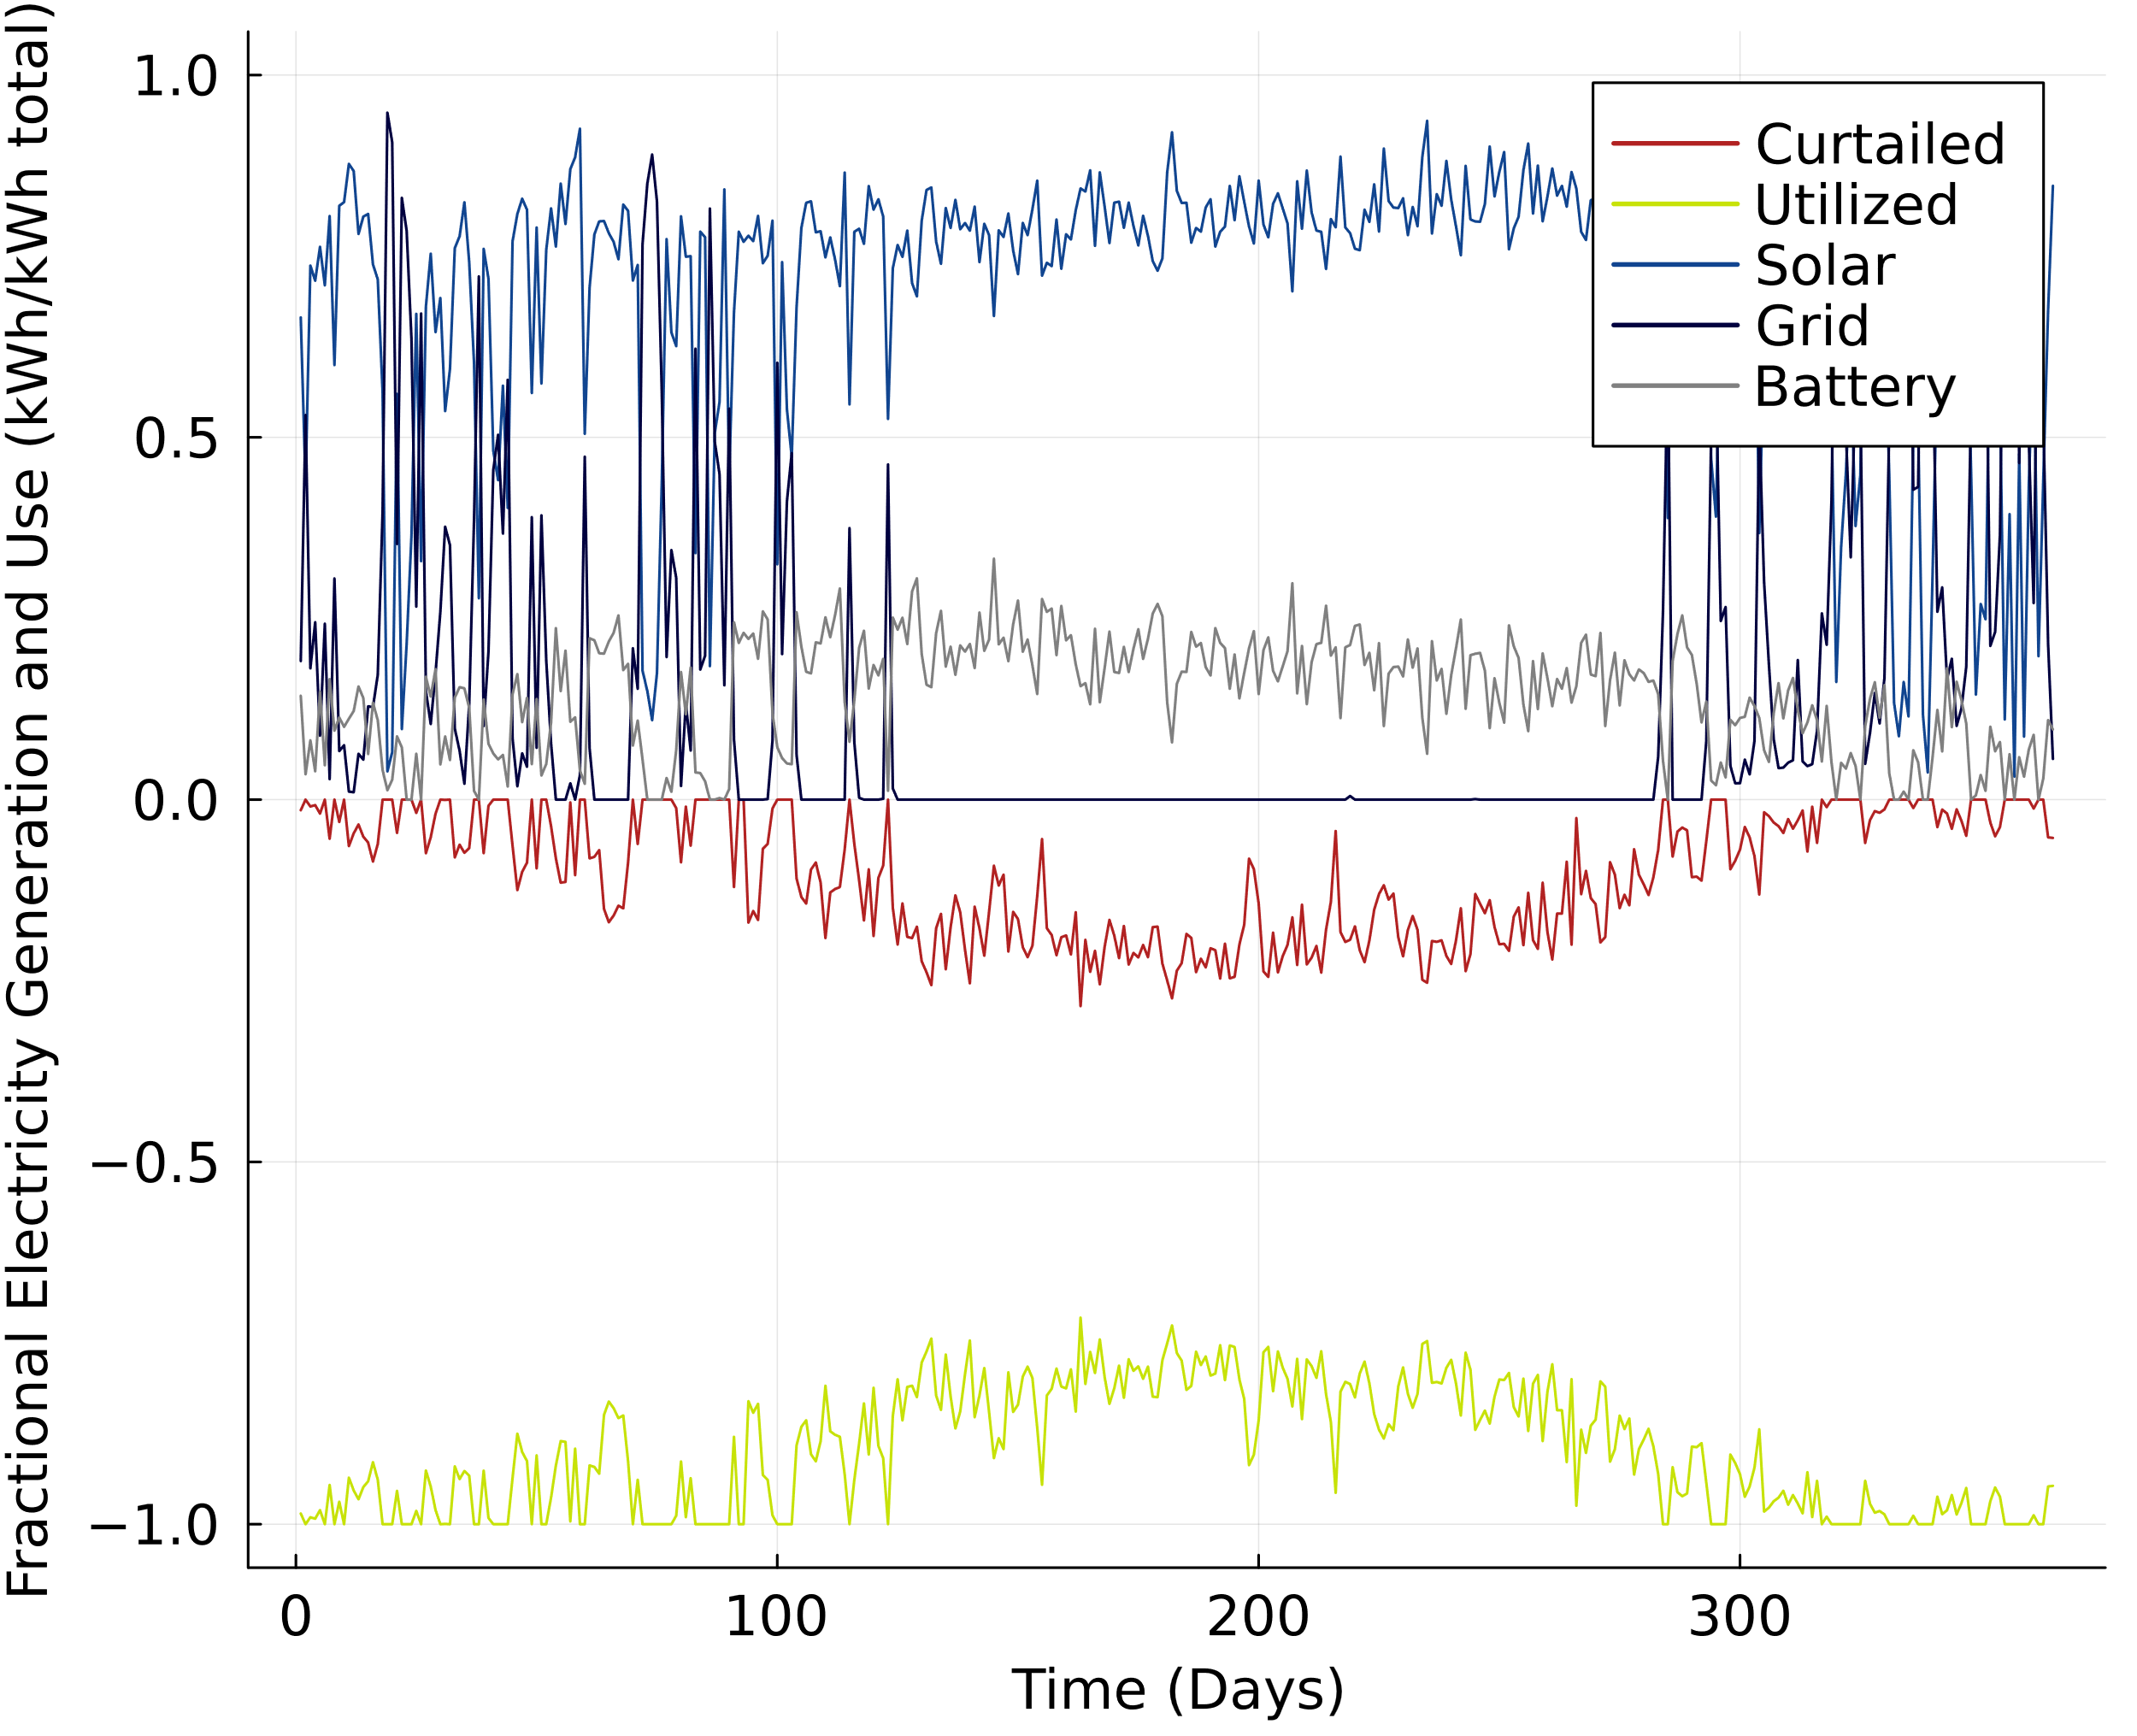 Fractional Electricity Generation and Use (kWh/kWh total)
1.0
0.5
0.0
−0.5
−1.0
0
100
200
300
Time (Days)
Curtailed
Utilized
Solar
Grid
Battery